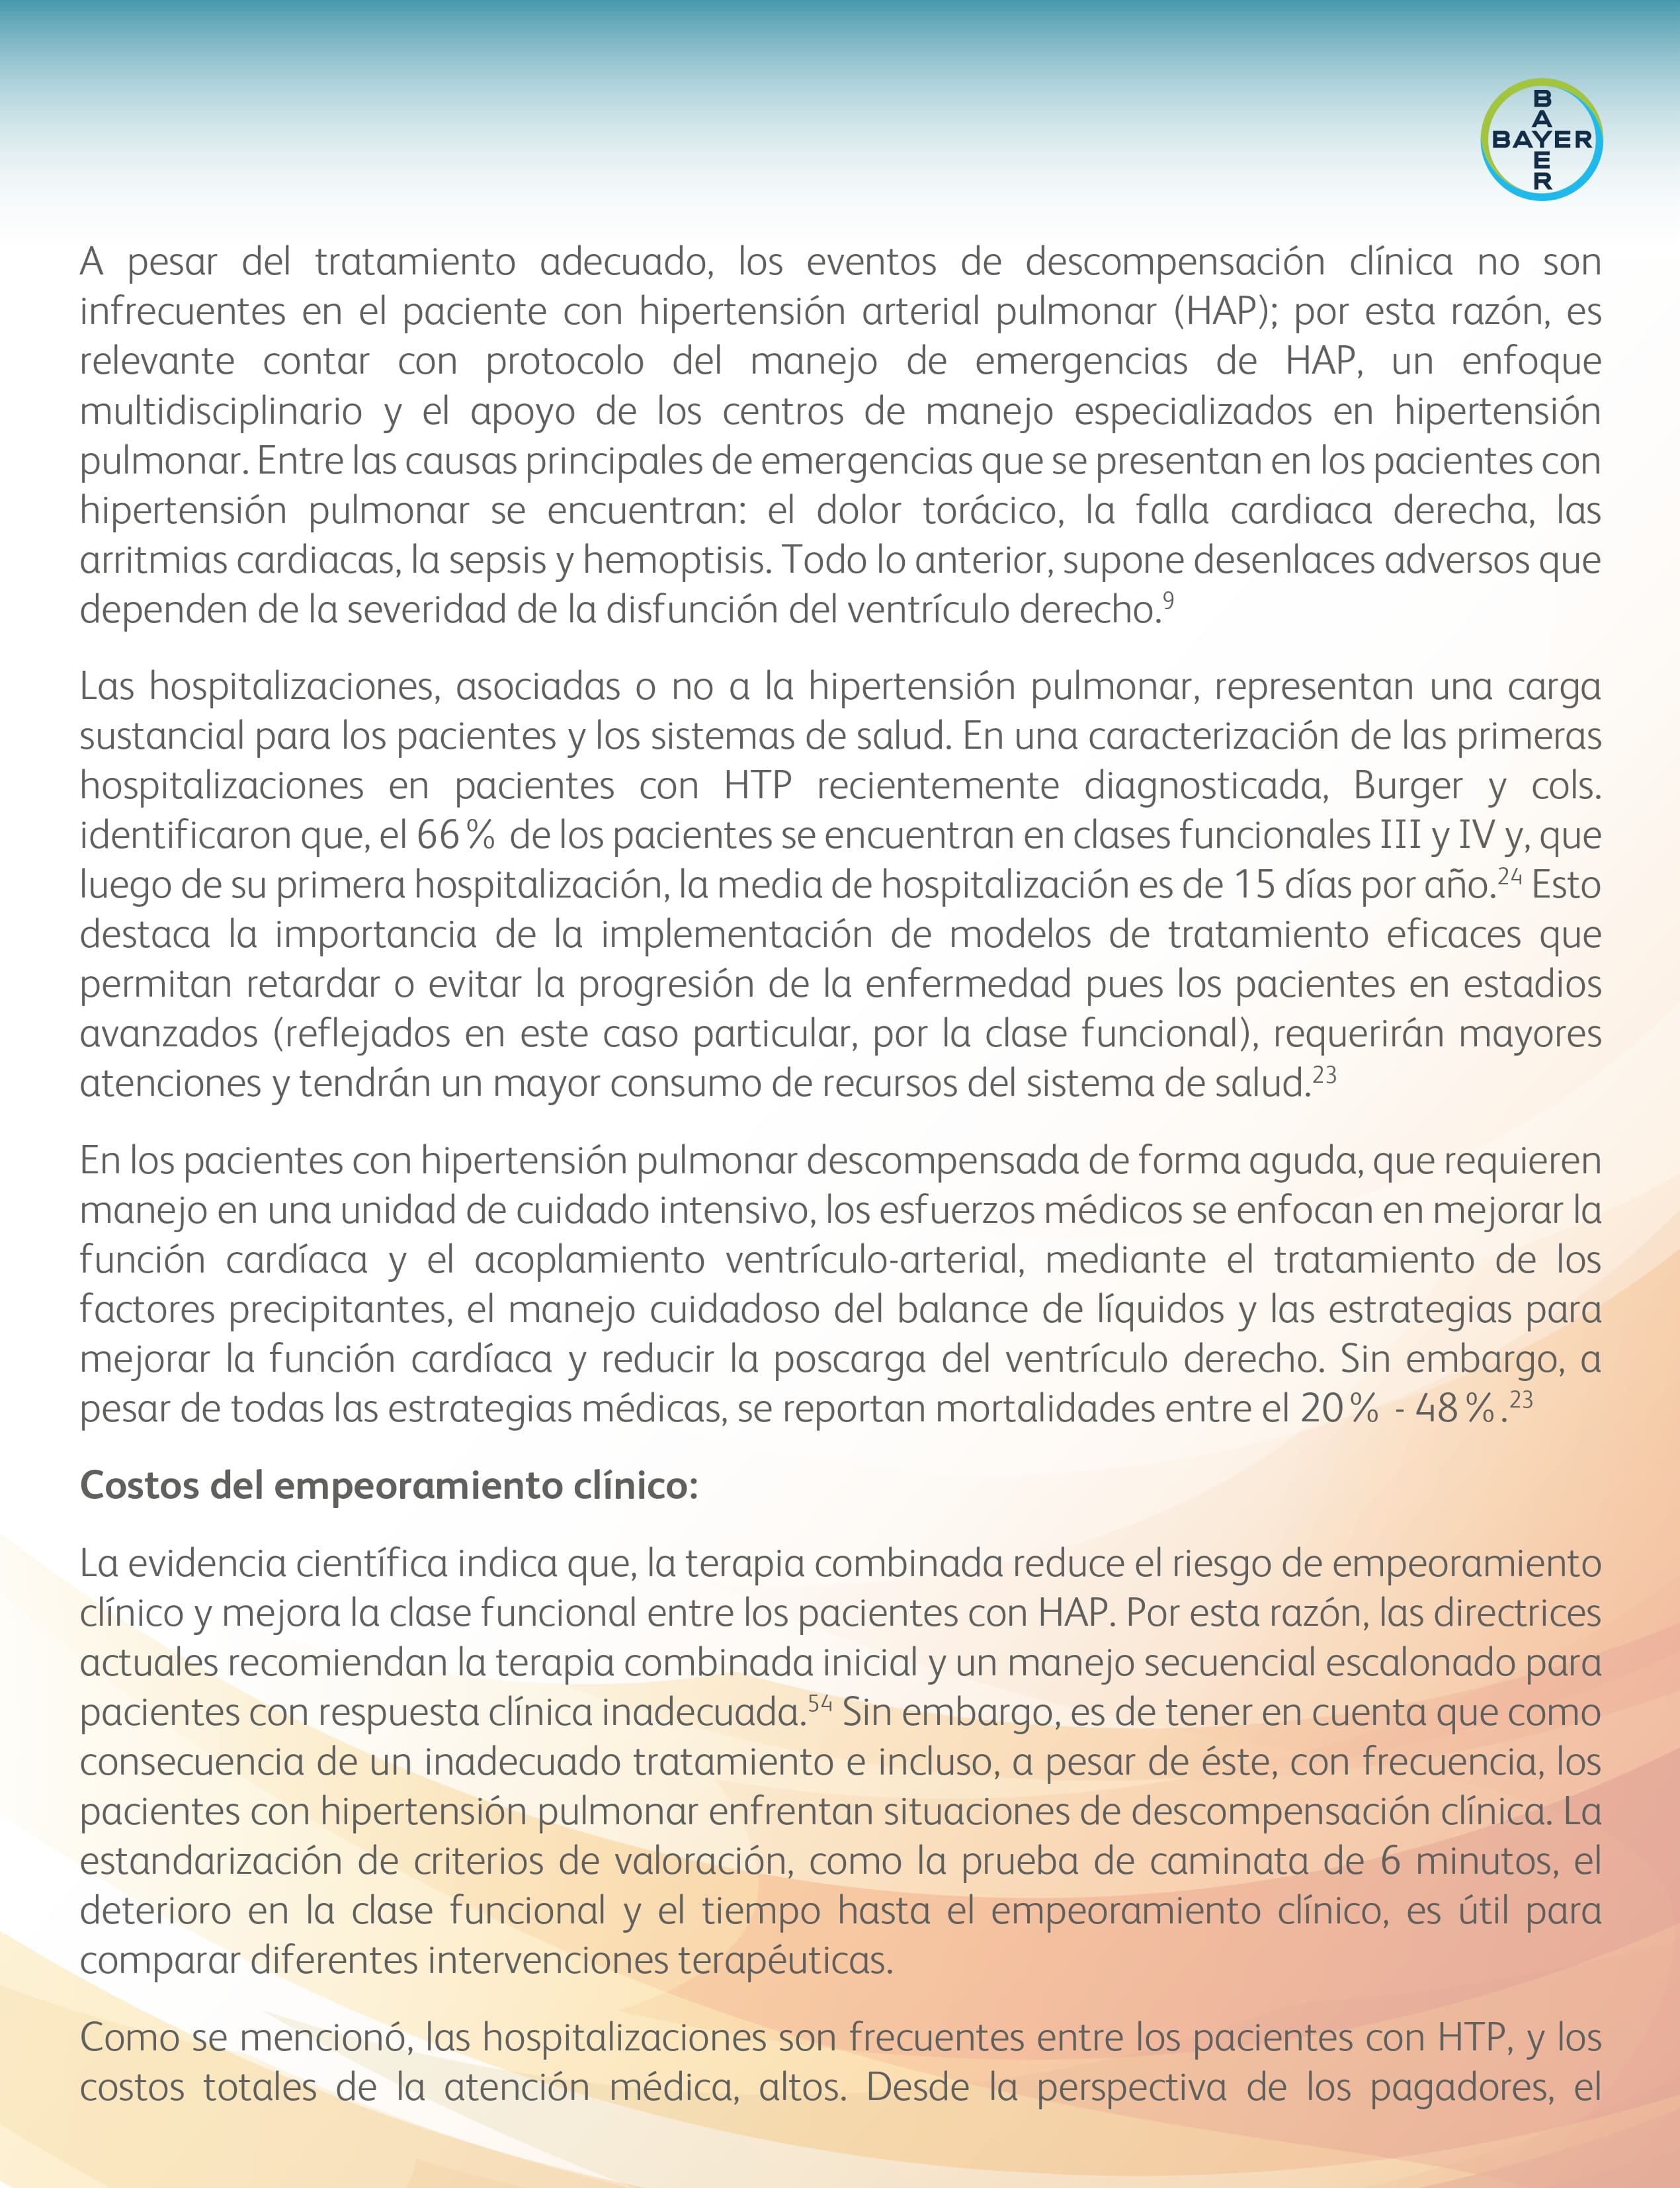 B
A
BAYER
E
R
A pesar del tratamiento adecuado, los eventos de descompensación clínica no son
infrecuentes en el paciente con hipertensión arterial pulmonar (HAP); por esta razón, es
relevante contar con protocolo del manejo de emergencias de HAP, un enfoque
multidisciplinario y el apoyo de los centros de manejo especializados en hipertensión
pulmonar. Entre las causas principales de emergencias que se presentan en los pacientes con
hipertensión pulmonar se encuentran: el dolor torácico, la falla cardiaca derecha, las
arritmias cardiacas, la sepsis y hemoptisis. Todo lo anterior, supone desenlaces adversos que
dependen de la severidad de la disfunción del ventrículo derecho.⁹
Las hospitalizaciones, asociadas o no a la hipertensión pulmonar, representan una carga
sustancial para los pacientes y los sistemas de salud. En una caracterización de las primeras
hospitalizaciones en pacientes con HTP recientemente diagnosticada, Burger y cols.
identificaron que, el 66% de los pacientes se encuentran en clases funcionales III y IV y, que
luego de su primera hospitalización, la media de hospitalización es de 15 días por año.²⁴ Esto
destaca la importancia de la implementación de modelos de tratamiento eficaces que
permitan retardar o evitar la progresión de la enfermedad pues los pacientes en estadios
avanzados (reflejados en este caso particular, por la clase funcional), requerirán mayores
atenciones y tendrán un mayor consumo de recursos del sistema de salud.²³
En los pacientes con hipertensión pulmonar descompensada de forma aguda, que requieren
manejo en una unidad de cuidado intensivo, los esfuerzos médicos se enfocan en mejorar la
función cardíaca y el acoplamiento ventrículo-arterial, mediante el tratamiento de los
factores precipitantes, el manejo cuidadoso del balance de líquidos y las estrategias para
mejorar la función cardíaca y reducir la poscarga del ventrículo derecho. Sin embargo, a
pesar de todas las estrategias médicas, se reportan mortalidades entre el 20% - 48%.²³
Costos del empeoramiento clínico:
La evidencia científica indica que, la terapia combinada reduce el riesgo de empeoramiento
clínico y mejora la clase funcional entre los pacientes con HAP. Por esta razón, las directrices
actuales recomiendan la terapia combinada inicial y un manejo secuencial escalonado para
pacientes con respuesta clínica inadecuada.⁵⁴ Sin embargo, es de tener en cuenta que como
consecuencia de un inadecuado tratamiento e incluso, a pesar de éste, con frecuencia, los
pacientes con hipertensión pulmonar enfrentan situaciones de descompensación clínica. La
estandarización de criterios de valoración, como la prueba de caminata de 6 minutos, el
deterioro en la clase funcional y el tiempo hasta el empeoramiento clínico, es útil para
comparar diferentes intervenciones terapéuticas.
Como se mencionó, las hospitalizaciones son frecuentes entre los pacientes con HTP, y los
costos totales de la atención médica, altos. Desde la perspectiva de los pagadores, el